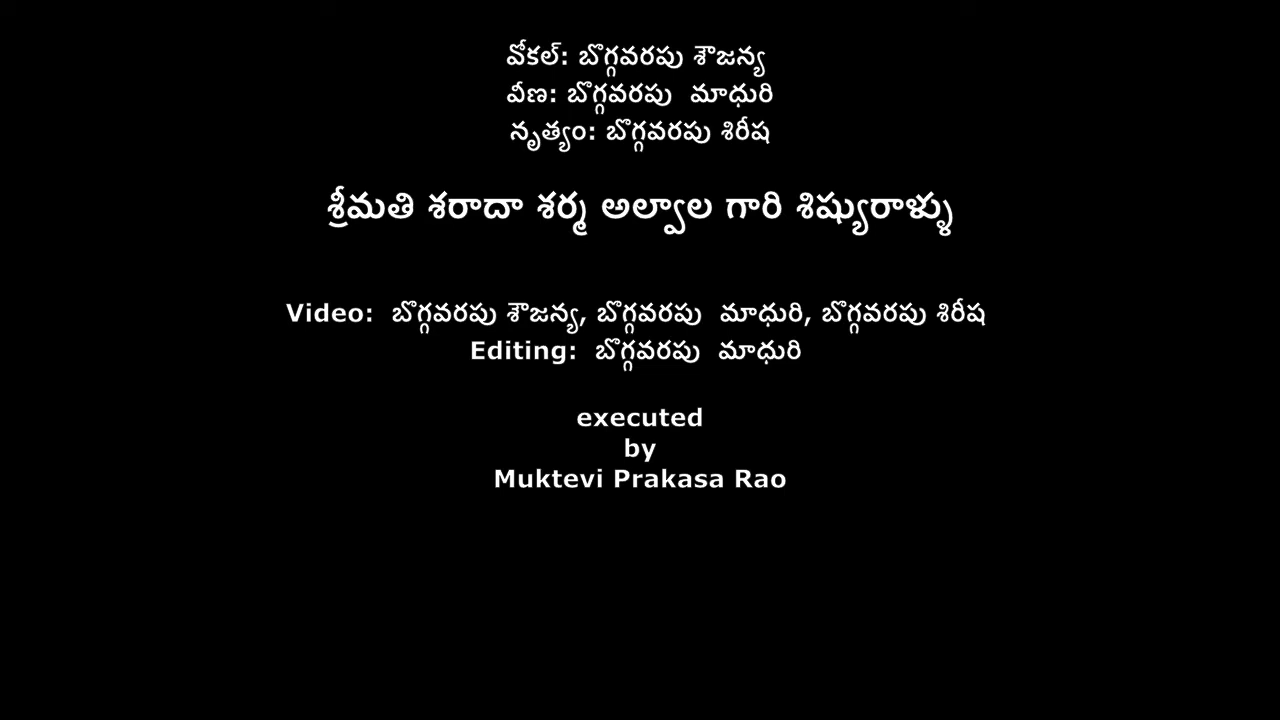 వోకల్: బొగ్గవరపు శౌజన్య
వీణ: బొగ్గవరపు మాధురి
నృత్యం: బొగ్గవరపు శిరీష
శ్రీమతి శరాదా శర్మ అల్వాల గారి శిష్యురాళ్ళు
Video: బొగ్గవరపు శౌజన్య, బొగ్గవరపు మాధురి, బొగ్గవరపు శిరీష
Editing: బొగ్గవరపు మాధురి
executed
by
Muktevi Prakasa Rao